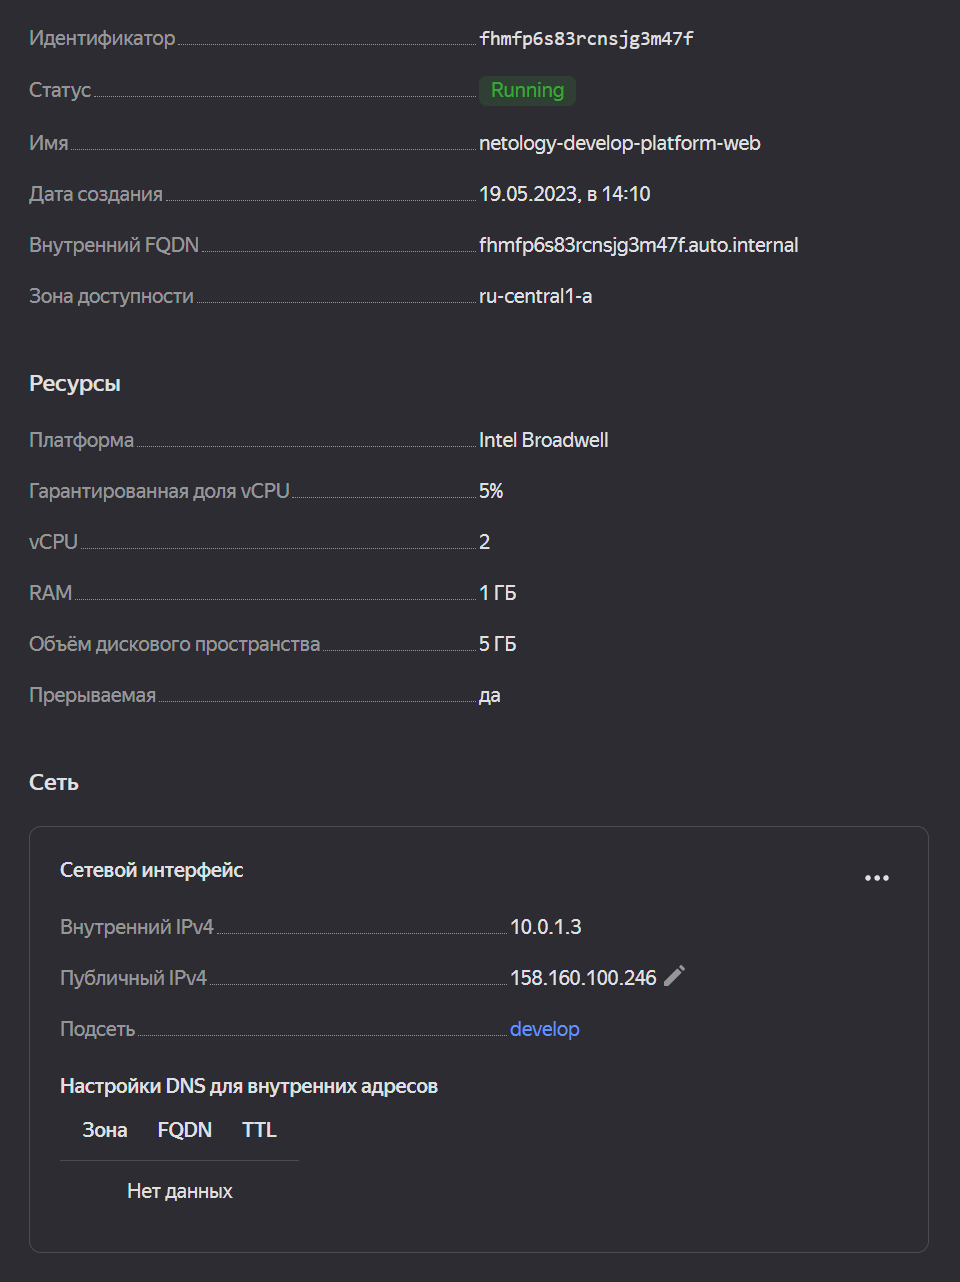 Идентификатор fhmfp6s83rcnsjg3m47f
Статус Running
Имя netology-develop-platform-web
Дата создания 19.05.2023, в 14:10
Внутренний FQDN fhmfp6s83rcnsjg3m47f.auto.internal
Зона доступности ru-central1-a
Ресурсы
Платформа Intel Broadwell
Гарантированная доля vCPU 5%
vCPU 2
RAM 1 ГБ
Объём дискового пространства 5 ГБ
Прерываемая да
Сеть
Сетевой интерфейс
Внутренний IPv4 10.0.1.3
Публичный IPv4 158.160.100.246
Подсеть develop
Настройки DNS для внутренних адресов
Зона FQDN TTL
Нет данных